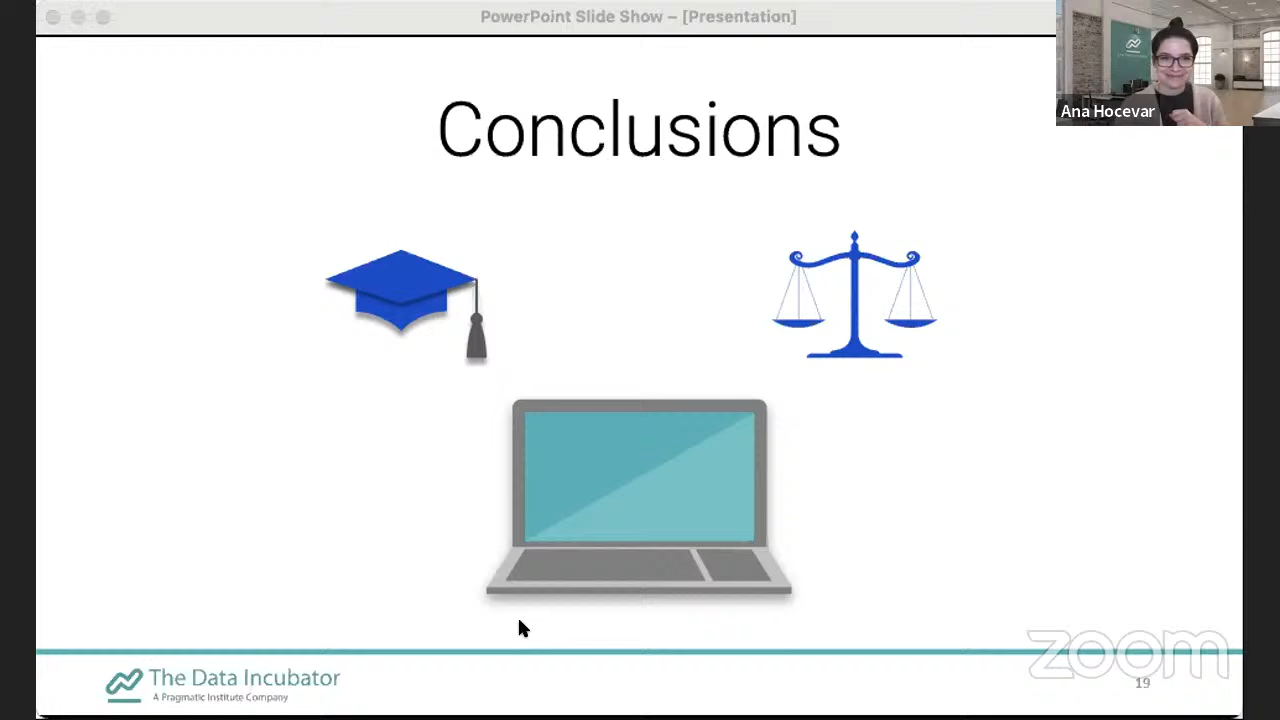 PowerPoint Slide Show – [Presentation]
Ana Hocevar
Conclusions
zoom
The Data Incubator
A Pragmatic Institute Company
19